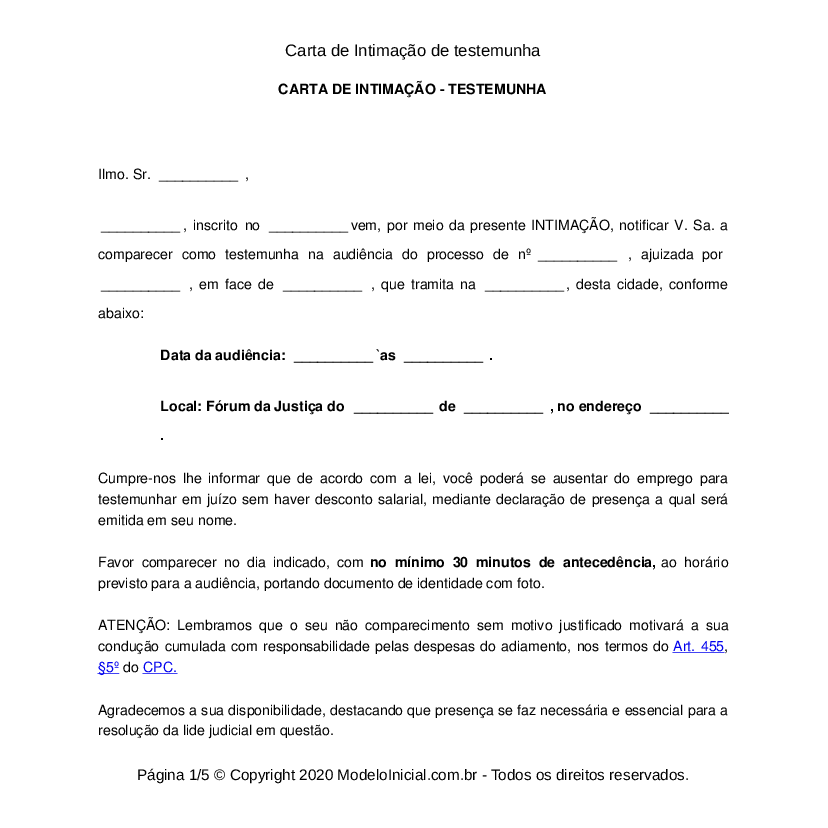 Carta de Intimação de testemunha
CARTA DE INTIMAÇÃO - TESTEMUNHA
Ilmo. Sr. __________ ,
__________ , inscrito no __________ vem, por meio da presente INTIMAÇÃO, notificar V. Sa. a
comparecer como testemunha na audiência do processo de nº __________ , ajuizada por
__________ , em face de __________ , que tramita na __________, desta cidade, conforme
abaixo:
Data da audiência: __________ `as __________ .
Local: Fórum da Justiça do __________ de __________ , no endereço __________
.
Cumpre-nos lhe informar que de acordo com a lei, você poderá se ausentar do emprego para
testemunhar em juízo sem haver desconto salarial, mediante declaração de presença a qual será
emitida em seu nome.
Favor comparecer no dia indicado, com no mínimo 30 minutos de antecedência, ao horário
previsto para a audiência, portando documento de identidade com foto.
ATENÇÃO: Lembramos que o seu não comparecimento sem motivo justificado motivará a sua
condução cumulada com responsabilidade pelas despesas do adiamento, nos termos do Art. 455,
§5º do CPC.
Agradecemos a sua disponibilidade, destacando que presença se faz necessária e essencial para a
resolução da lide judicial em questão.
Página 1/5 © Copyright 2020 ModeloInicial.com.br - Todos os direitos reservados.